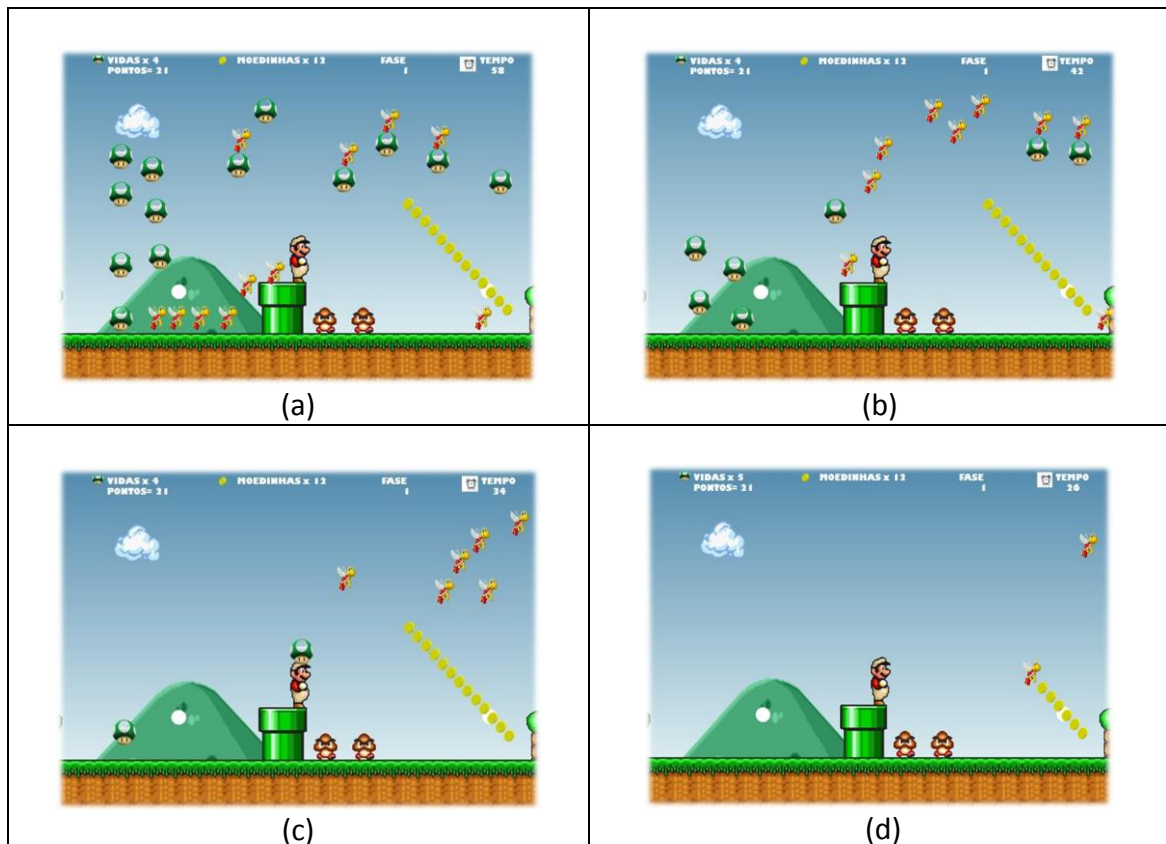 VIDAS x 4 MOEDINHAS x 12 FASE TEMPO
PONTOS= 21 1 58
(a)
VIDAS x 4 MOEDINHAS x 12 FASE TEMPO
PONTOS= 21 1 42
(b)
VIDAS x 4 MOEDINHAS x 12 FASE TEMPO
PONTOS= 21 1 34
(c)
VIDAS x 5 MOEDINHAS x 12 FASE TEMPO
PONTOS= 21 1 26
(d)